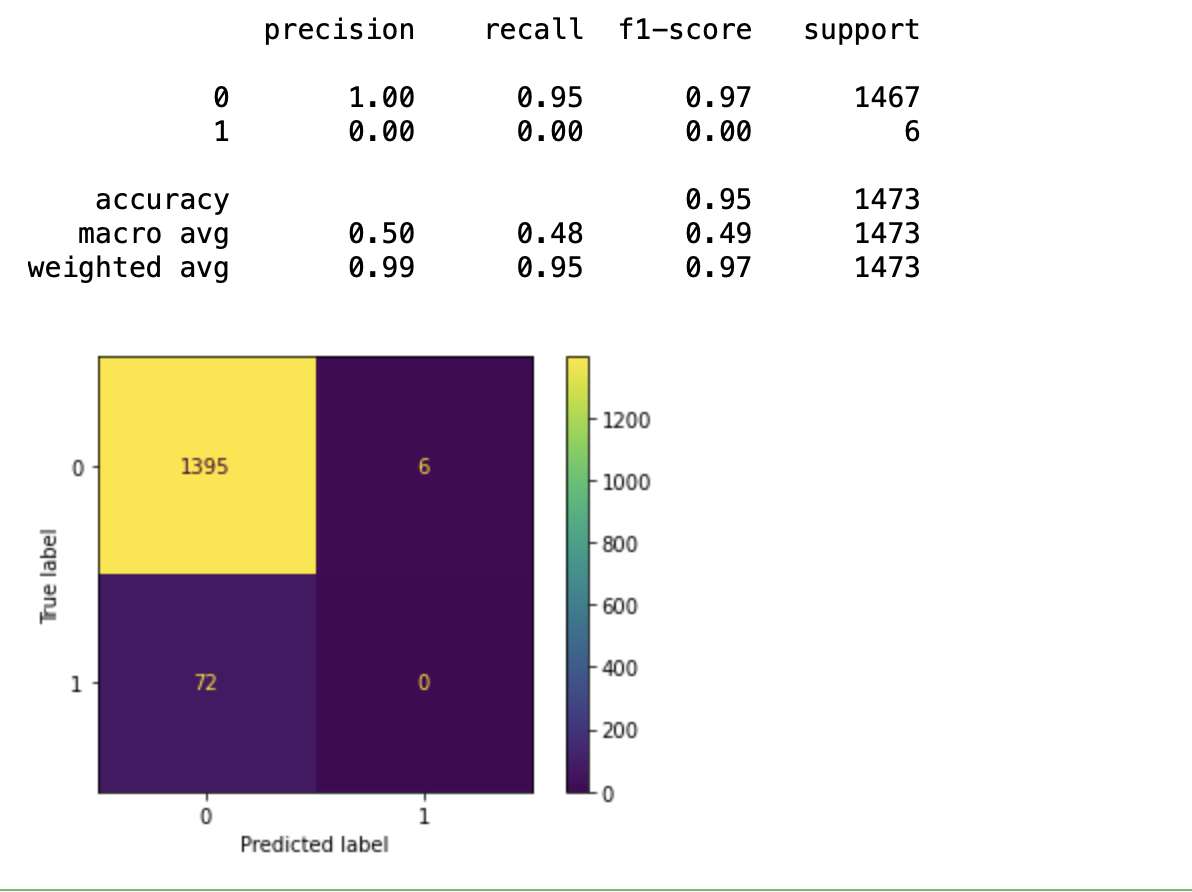 precision recall f1-score support
0 1.00 0.95 0.97 1467
1 0.00 0.00 0.00 6
accuracy 0.95 1473
macro avg 0.50 0.48 0.49 1473
weighted avg 0.99 0.95 0.97 1473
1200
1000
800
600
400
200
0
True label
0
1
1395 6
72 0
0 1
Predicted label